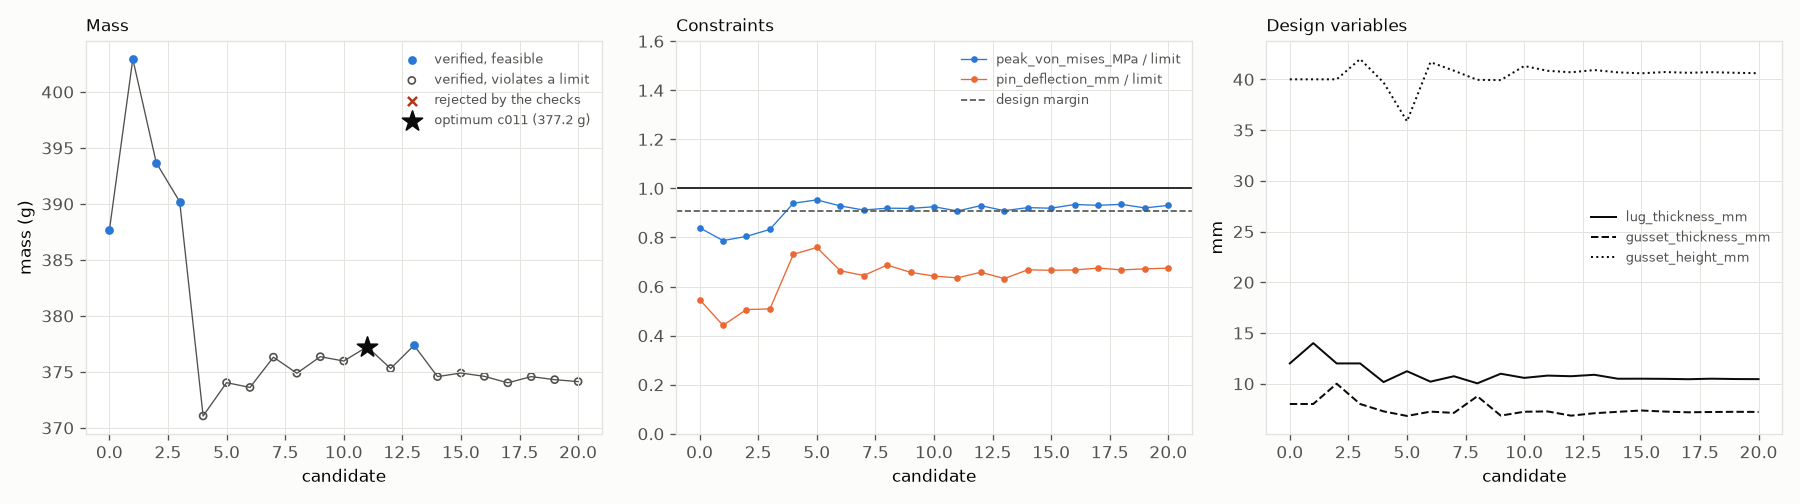 Mass
mass (g)
400
395
390
385
380
375
370
0.0 2.5 5.0 7.5 10.0 12.5 15.0 17.5 20.0
candidate
verified, feasible
verified, violates a limit
rejected by the checks
optimum c011 (377.2 g)
Constraints
1.6
1.4
1.2
1.0
0.8
0.6
0.4
0.2
0.0
0.0 2.5 5.0 7.5 10.0 12.5 15.0 17.5 20.0
candidate
peak_von_mises_MPa / limit
pin_deflection_mm / limit
design margin
Design variables
mm
40
35
30
25
20
15
10
0.0 2.5 5.0 7.5 10.0 12.5 15.0 17.5 20.0
candidate
lug_thickness_mm
gusset_thickness_mm
gusset_height_mm